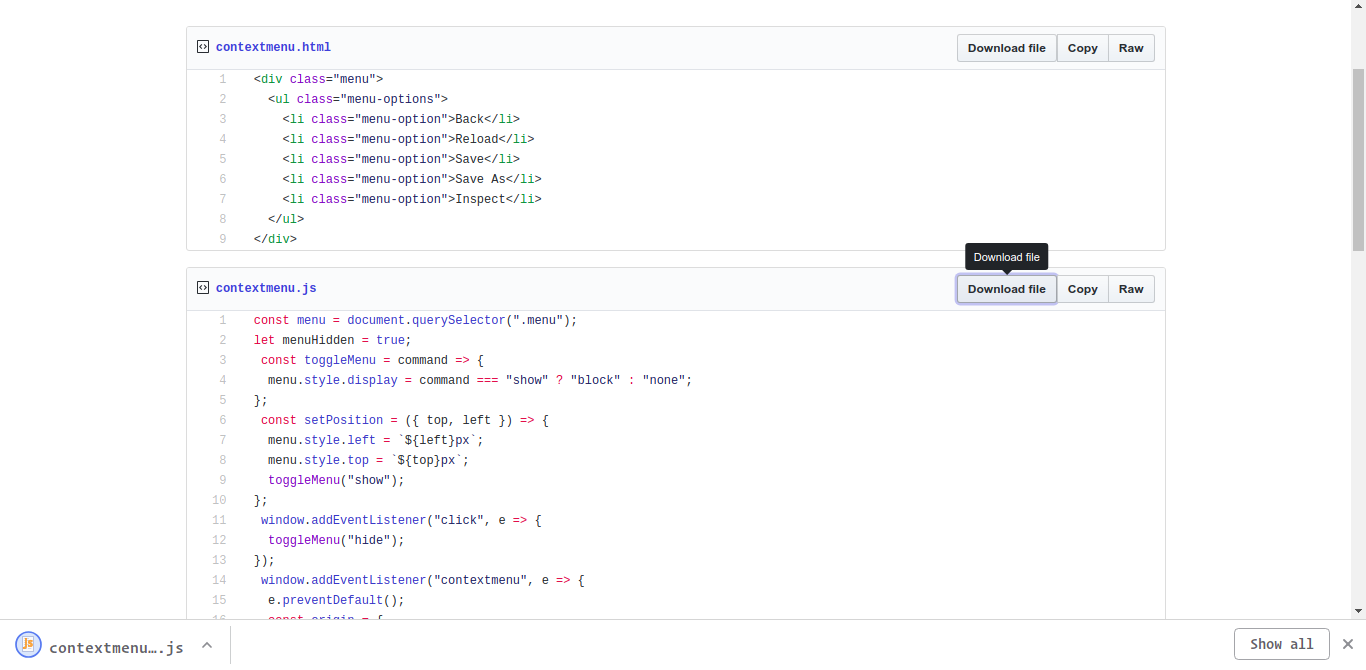 contextmenu.html
Download file
Copy
Raw
1 <div class="menu">
2 <ul class="menu-options">
3 <li class="menu-option">Back</li>
4 <li class="menu-option">Reload</li>
5 <li class="menu-option">Save</li>
6 <li class="menu-option">Save As</li>
7 <li class="menu-option">Inspect</li>
8 </ul>
9 </div>
Download file
contextmenu.js
Download file
Copy
Raw
1 const menu = document.querySelector(".menu");
2 let menuHidden = true;
3 const toggleMenu = command => {
4 menu.style.display = command === "show" ? "block" : "none";
5 };
6 const setPosition = ({ top, left }) => {
7 menu.style.left = `${left}px`;
8 menu.style.top = `${top}px`;
9 toggleMenu("show");
10 };
11 window.addEventListener("click", e => {
12 toggleMenu("hide");
13 });
14 window.addEventListener("contextmenu", e => {
15 e.preventDefault();
16 const origin = {
JS
contextmenu….js
Show all